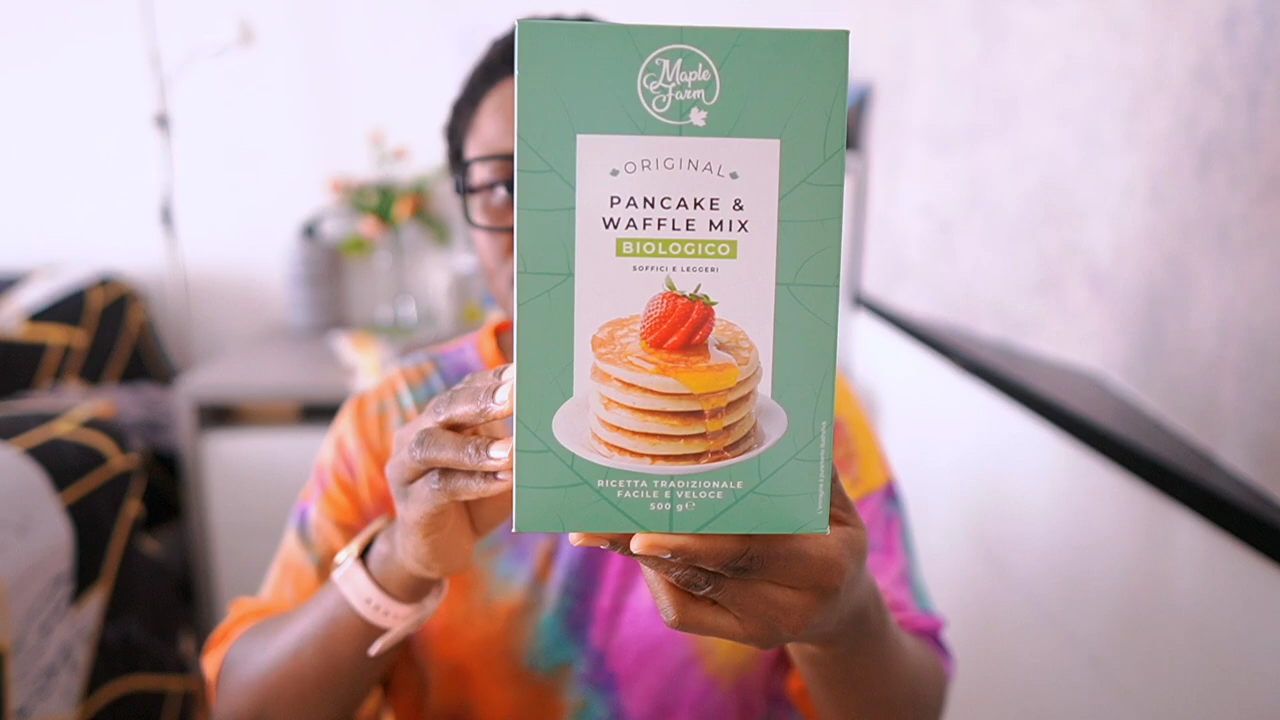 Maple
Farm
ORIGINAL
PANCAKE &
WAFFLE MIX
BIOLOGICO
SOFFICI E LEGGERI
RICETTA TRADIZIONALE
FACILE E VELOCE
500 g e